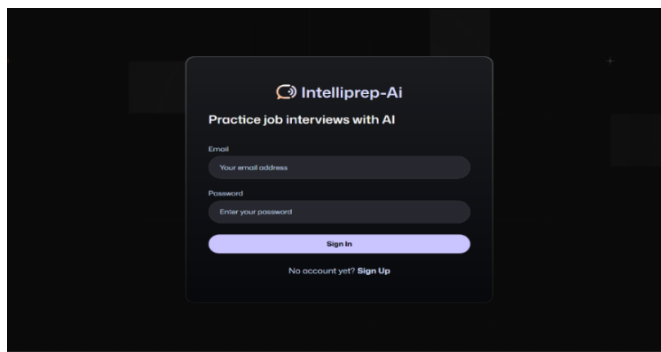 Intelliprep-Ai
Practice job interviews with AI
Email
Your email address
Password
Enter your password
Sign In
No account yet? Sign Up